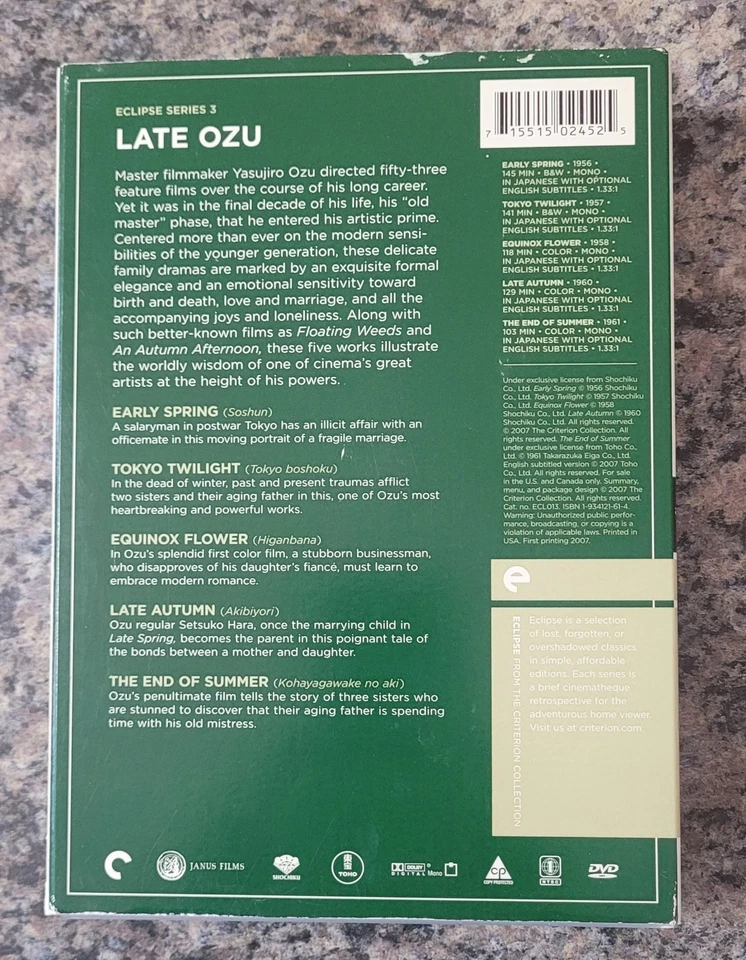 ECLIPSE SERIES 3
LATE OZU
Master filmmaker Yasujiro Ozu directed fifty-three
feature films over the course of his long career.
Yet it was in the final decade of his life, his “old
master” phase, that he entered his artistic prime.
Centered more than ever on the modern sensi-
bilities of the younger generation, these delicate
family dramas are marked by an exquisite formal
elegance and an emotional sensitivity toward
birth and death, love and marriage, and all the
accompanying joys and loneliness. Along with
such better-known films as Floating Weeds and
An Autumn Afternoon, these five works illustrate
the worldly wisdom of one of cinema’s great
artists at the height of his powers.
EARLY SPRING (Soshun)
A salaryman in postwar Tokyo has an illicit affair with an
officemate in this moving portrait of a fragile marriage.
TOKYO TWILIGHT (Tokyo boshoku)
In the dead of winter, past and present traumas afflict
two sisters and their aging father in this, one of Ozu’s most
heartbreaking and powerful works.
EQUINOX FLOWER (Higanbana)
In Ozu’s splendid first color film, a stubborn businessman,
who disapproves of his daughter’s fiancé, must learn to
embrace modern romance.
LATE AUTUMN (Akibiyori)
Ozu regular Setsuko Hara, once the marrying child in
Late Spring, becomes the parent in this poignant tale of
the bonds between a mother and daughter.
THE END OF SUMMER (Kohayagawake no aki)
Ozu’s penultimate film tells the story of three sisters who
are stunned to discover that their aging father is spending
time with his old mistress.
7 15515 02452 5
EARLY SPRING • 1956 •
145 MIN • B&W • MONO •
IN JAPANESE WITH OPTIONAL
ENGLISH SUBTITLES • 1.33:1
TOKYO TWILIGHT • 1957 •
141 MIN • B&W • MONO •
IN JAPANESE WITH OPTIONAL
ENGLISH SUBTITLES • 1.33:1
EQUINOX FLOWER • 1958 •
118 MIN • COLOR • MONO •
IN JAPANESE WITH OPTIONAL
ENGLISH SUBTITLES • 1.33:1
LATE AUTUMN • 1960 •
129 MIN • COLOR • MONO •
IN JAPANESE WITH OPTIONAL
ENGLISH SUBTITLES • 1.33:1
THE END OF SUMMER • 1961 •
103 MIN • COLOR • MONO •
IN JAPANESE WITH OPTIONAL
ENGLISH SUBTITLES • 1.33:1
Under exclusive license from Shochiku
Co., Ltd. Early Spring © 1956 Shochiku
Co., Ltd. Tokyo Twilight © 1957 Shochiku
Co., Ltd. Equinox Flower © 1958
Shochiku Co., Ltd. Late Autumn © 1960
Shochiku Co., Ltd. All rights reserved.
© 2007 The Criterion Collection. All
rights reserved. The End of Summer
under exclusive license from Toho Co.,
Ltd. © 1961 Takarazuka Eiga Co., Ltd.
English subtitled version © 2007 Toho
Co., Ltd. All rights reserved. For sale
in the U.S. and Canada only. Summary,
menu, and package design © 2007 The
Criterion Collection. All rights reserved.
Cat. no. ECL013. ISBN 1-934121-61-4.
Warning: Unauthorized public perfor-
mance, broadcasting, or copying is a
violation of applicable laws. Printed in
USA. First printing 2007.
e
ECLIPSE FROM THE CRITERION COLLECTION
Eclipse is a selection
of lost, forgotten, or
overshadowed classics
in simple, affordable
editions. Each series is
a brief cinematheque
retrospective for the
adventurous home viewer.
Visit us at criterion.com
JANUS FILMS
SHOCHIKU
東宝
TOHO
DOLBY
DIGITAL Mono
CP
COPY PROTECTED
1
NTSC
DVD